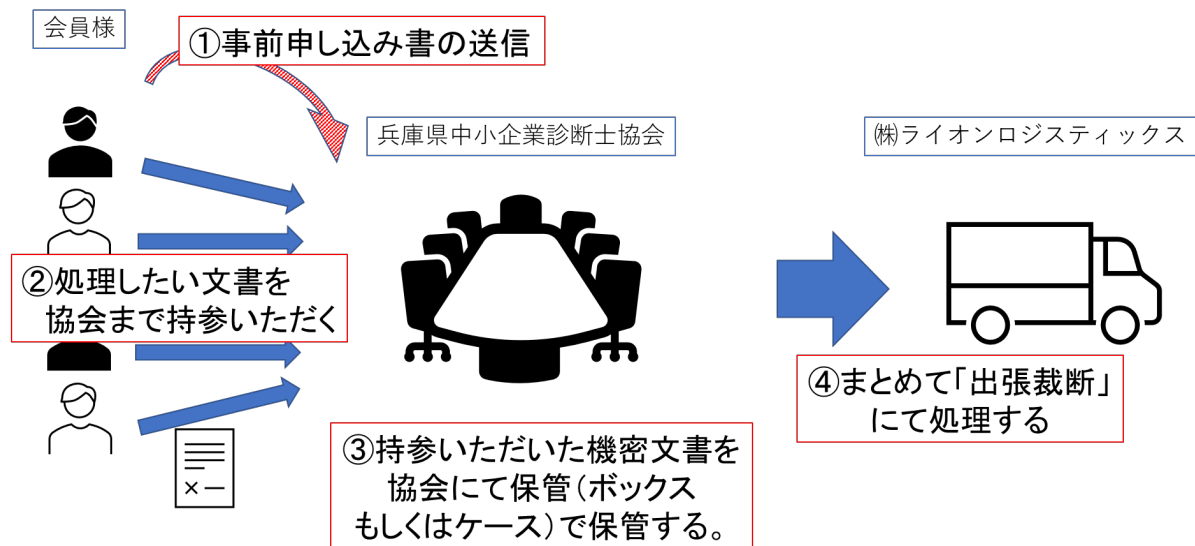 会員様
①事前申し込み書の送信
兵庫県中小企業診断士協会
㈱ライオンロジスティックス
②処理したい文書を
協会まで持参いただく
③持参いただいた機密文書を
協会にて保管（ボックス
もしくはケース）で保管する。
④まとめて「出張裁断」
にて処理する